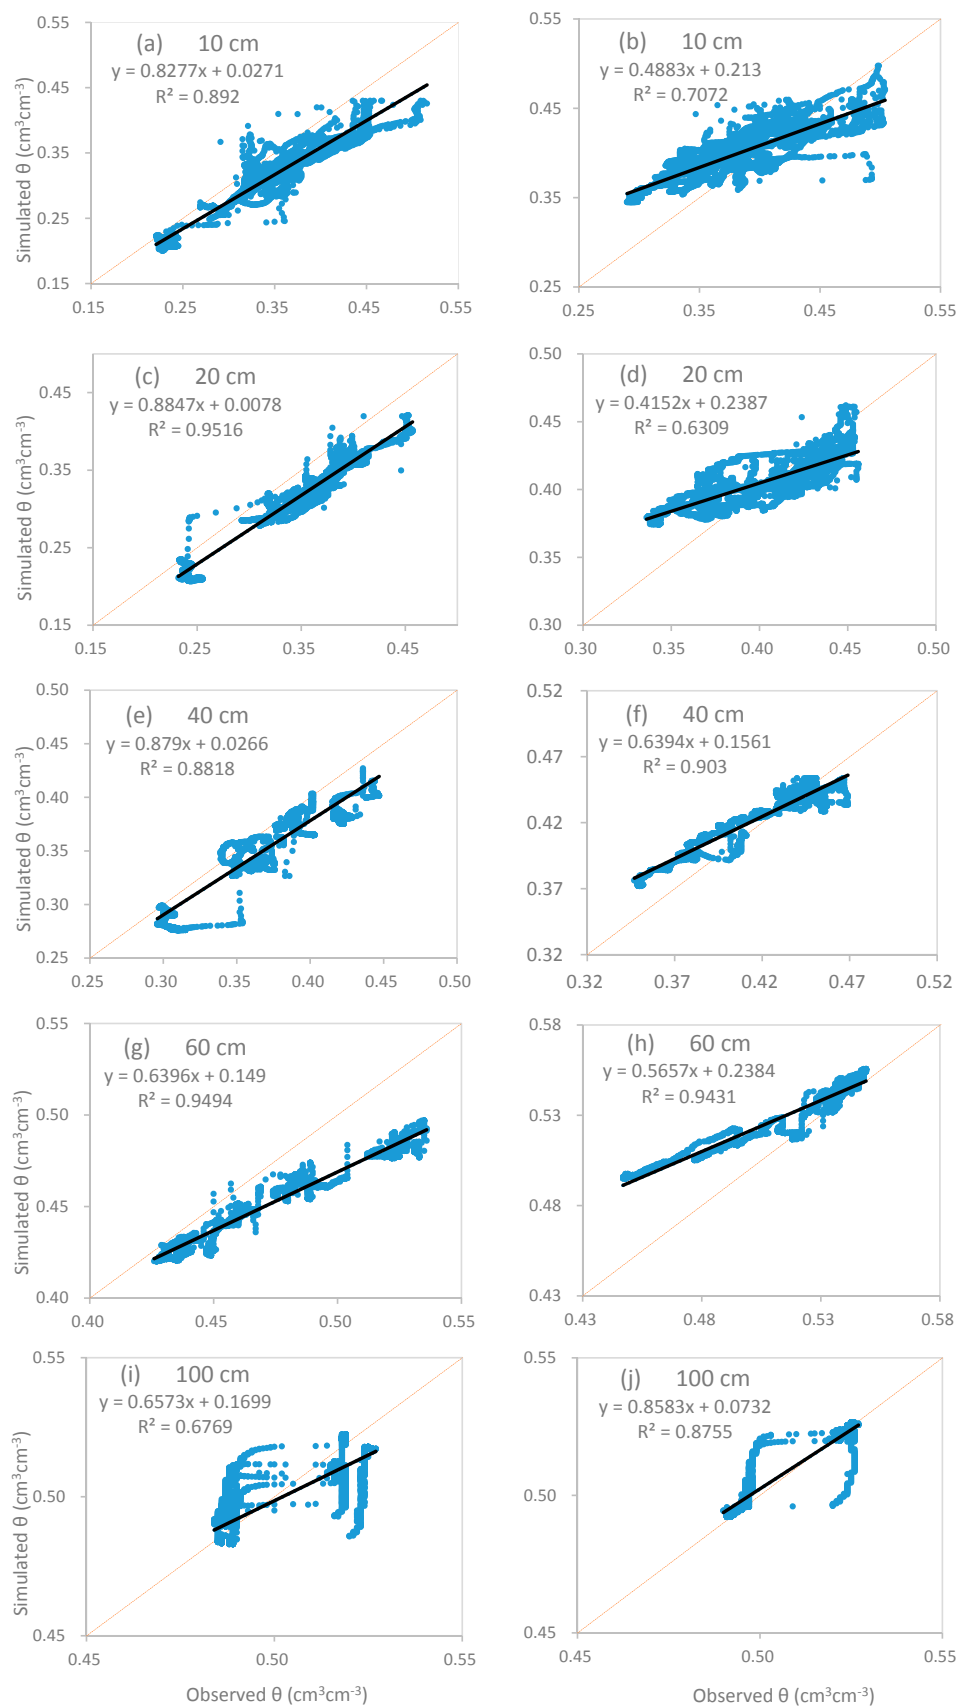 (a) 10 cm
y = 0.8277x + 0.0271
R² = 0.892
Simulated θ (cm³cm⁻³)
0.55
0.45
0.35
0.25
0.15
0.15 0.25 0.35 0.45 0.55
(b) 10 cm
y = 0.4883x + 0.213
R² = 0.7072
0.55
0.45
0.35
0.25
0.25 0.35 0.45 0.55
(c) 20 cm
y = 0.8847x + 0.0078
R² = 0.9516
Simulated θ (cm³cm⁻³)
0.45
0.35
0.25
0.15
0.15 0.25 0.35 0.45
(d) 20 cm
y = 0.4152x + 0.2387
R² = 0.6309
0.50
0.45
0.40
0.35
0.30
0.30 0.35 0.40 0.45 0.50
(e) 40 cm
y = 0.879x + 0.0266
R² = 0.8818
Simulated θ (cm³cm⁻³)
0.50
0.45
0.40
0.35
0.30
0.25
0.25 0.30 0.35 0.40 0.45 0.50
(f) 40 cm
y = 0.6394x + 0.1561
R² = 0.903
0.52
0.47
0.42
0.37
0.32
0.32 0.37 0.42 0.47 0.52
(g) 60 cm
y = 0.6396x + 0.149
R² = 0.9494
Simulated θ (cm³cm⁻³)
0.55
0.50
0.45
0.40
0.40 0.45 0.50 0.55
(h) 60 cm
y = 0.5657x + 0.2384
R² = 0.9431
0.58
0.53
0.48
0.43
0.43 0.48 0.53 0.58
(i) 100 cm
y = 0.6573x + 0.1699
R² = 0.6769
Simulated θ (cm³cm⁻³)
0.55
0.50
0.45
0.45 0.50 0.55
Observed θ (cm³cm⁻³)
(j) 100 cm
y = 0.8583x + 0.0732
R² = 0.8755
0.55
0.50
0.45
0.45 0.50 0.55
Observed θ (cm³cm⁻³)